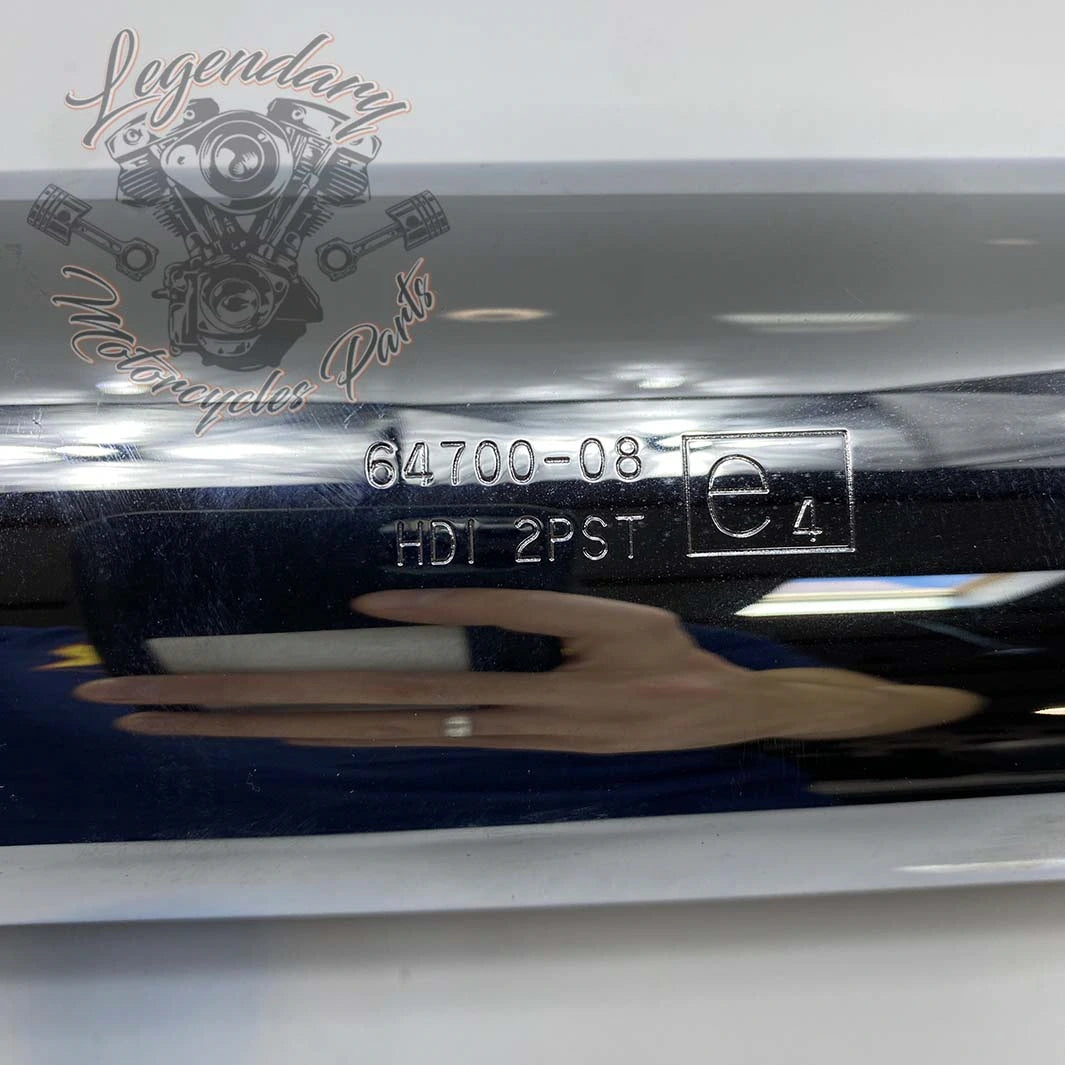 Legendary
Motorcycles Parts
64700-08
HDI 2PST
e4